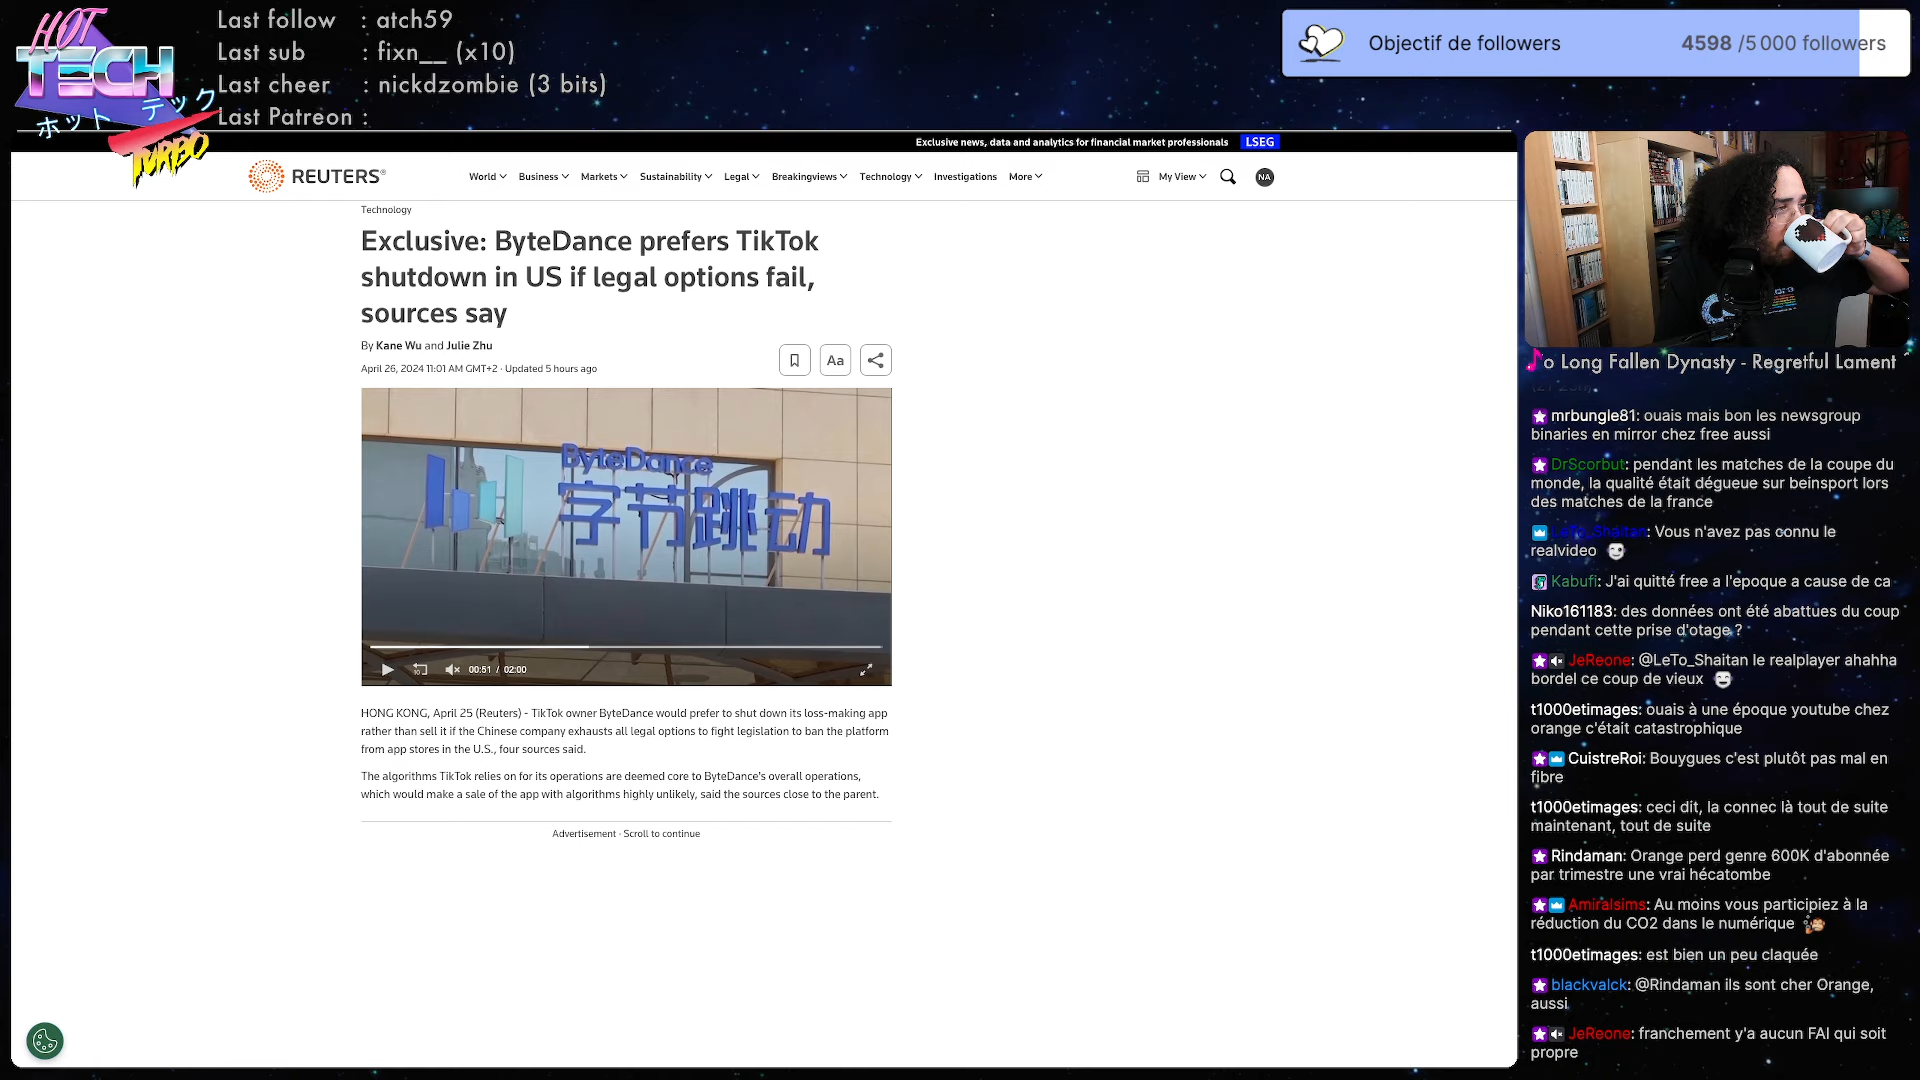 HOT
TECH
ホット テック
TURBO
Last follow : atch59
Last sub : fixn__ (x10)
Last cheer : nickdzombie (3 bits)
Last Patreon :
Objectif de followers 4598 /5 000 followers
Exclusive news, data and analytics for financial market professionals LSEG
REUTERS®
World Business Markets Sustainability Legal Breakingviews Technology Investigations More
My View NA
Technology
Exclusive: ByteDance prefers TikTok
shutdown in US if legal options fail,
sources say
By Kane Wu and Julie Zhu
April 26, 2024 11:01 AM GMT+2 · Updated 5 hours ago
Aa
ByteDance
字节跳动
10
00:51 / 02:00
HONG KONG, April 25 (Reuters) - TikTok owner ByteDance would prefer to shut down its loss-making app
rather than sell it if the Chinese company exhausts all legal options to fight legislation to ban the platform
from app stores in the U.S., four sources said.
The algorithms TikTok relies on for its operations are deemed core to ByteDance's overall operations,
which would make a sale of the app with algorithms highly unlikely, said the sources close to the parent.
Advertisement · Scroll to continue
o Long Fallen Dynasty - Regretful Lament
mrbungle81: ouais mais bon les newsgroup
binaries en mirror chez free aussi
DrScorbut: pendant les matches de la coupe du
monde, la qualité était dégueue sur beinsport lors
des matches de la france
LeTo_Shaitan: Vous n'avez pas connu le
realvideo
Kabufi: J'ai quitté free a l'epoque a cause de ca
Niko161183: des données ont été abattues du coup
pendant cette prise d'otage ?
JeReone: @LeTo_Shaitan le realplayer ahahha
bordel ce coup de vieux
t1000etimages: ouais à une époque youtube chez
orange c'était catastrophique
CuistreRoi: Bouygues c'est plutôt pas mal en
fibre
t1000etimages: ceci dit, la connec là tout de suite
maintenant, tout de suite
Rindaman: Orange perd genre 600K d'abonnée
par trimestre une vrai hécatombe
Amiralsims: Au moins vous participiez à la
réduction du CO2 dans le numérique
t1000etimages: est bien un peu claquée
blackvalck: @Rindaman ils sont cher Orange,
aussi
JeReone: franchement y'a aucun FAI qui soit
propre